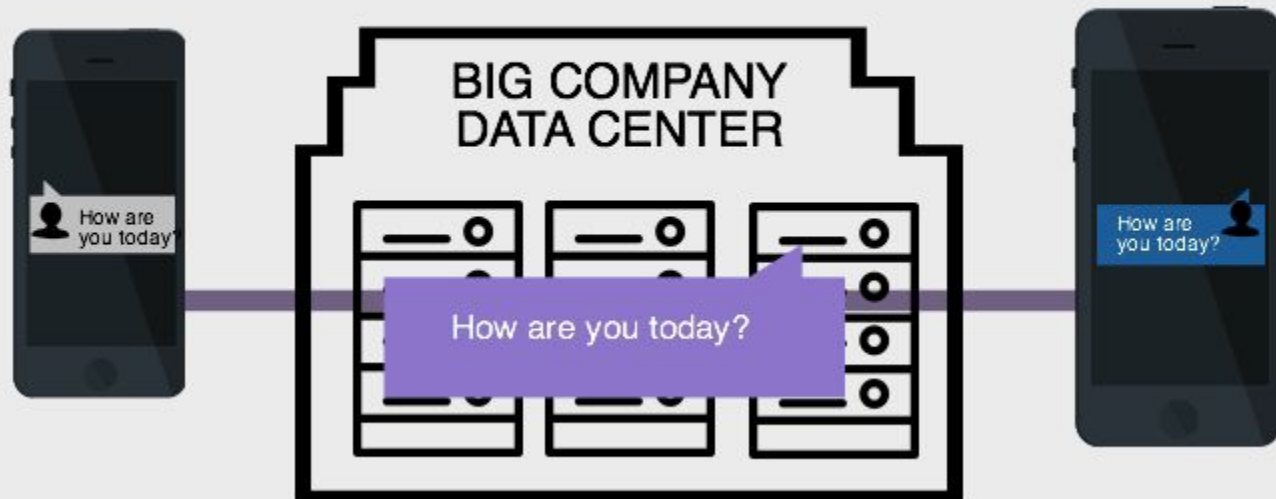 BIG COMPANY
DATA CENTER
How are
you today?
How are you today?
How are
you today?